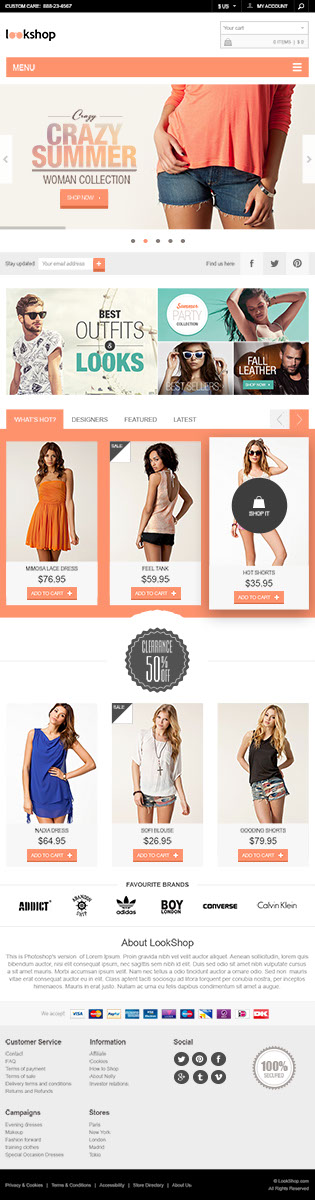 CUSTOM CARE: 888-23-4567
$ US
MY ACCOUNT
lookshop
Your cart
0 ITEMS | $ 0
MENU
Crazy
CRAZY
SUMMER
WOMAN COLLECTION
SHOP NOW
Stay updated
Your email address
Find us here
BEST
OUTFITS
&
LOOKS
Summer
PARTY
COLLECTION
BEST SELLERS
FALL
LEATHER
SHOP NOW
WHAT'S HOT?
DESIGNERS
FEATURED
LATEST
SALE!
SHOP IT
MIMOSA LACE DRESS
$76.95
ADD TO CART +
FEEL TANK
$59.95
ADD TO CART +
HOT SHORTS
$35.95
ADD TO CART +
CLEARANCE
50% OFF
SALE!
NADIA DRESS
$64.95
ADD TO CART +
SOFI BLOUSE
$26.95
ADD TO CART +
GOODING SHORTS
$79.95
ADD TO CART +
FAVOURITE BRANDS
ADDICT
ABANDON SHIP
adidas
BOY
LONDON
CONVERSE
Calvin Klein
About LookShop
This is Photoshop's version of Lorem Ipsum. Proin gravida nibh vel velit auctor aliquet. Aenean sollicitudin, lorem quis
bibendum auctor, nisi elit consequat ipsum, nec sagittis sem nibh id elit. Duis sed odio sit amet nibh vulputate cursus
a sit amet mauris. Morbi accumsan ipsum velit. Nam nec tellus a odio tincidunt auctor a ornare odio. Sed non mauris
vitae erat consequat auctor eu in elit. Class aptent taciti sociosqu ad litora torquent per conubia nostra, per inceptos
himenaeos. Mauris in erat justo. Nullam ac urna eu felis dapibus condimentum sit amet a augue.
We accept
VISA
PayPal
Customer Service
Contact
FAQ
Terms of payment
Terms of sale
Delivery terms and conditions
Returns and Refunds
Information
Affiliate
Cookies
How to Shop
About Nelly
Investor relations.
Social
100%
SECURED
Campaigns
Evening dresses
Makeup
Fashion forward
training clothes
Special Occasion Dresses
Stores
Paris
New York
London
Madrid
Tokio
Privacy & Cookies | Terms & Conditions | Accessibility | Store Directory | About Us
© LookShop.com
All Rights Reserved